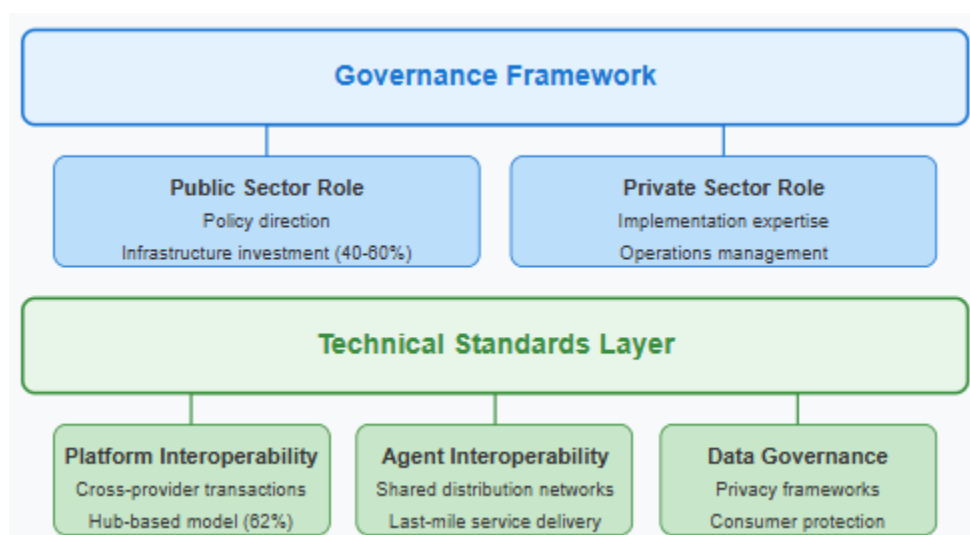 Governance Framework
Public Sector Role
Policy direction
Infrastructure investment (40-60%)
Private Sector Role
Implementation expertise
Operations management
Technical Standards Layer
Platform Interoperability
Cross-provider transactions
Hub-based model (62%)
Agent Interoperability
Shared distribution networks
Last-mile service delivery
Data Governance
Privacy frameworks
Consumer protection